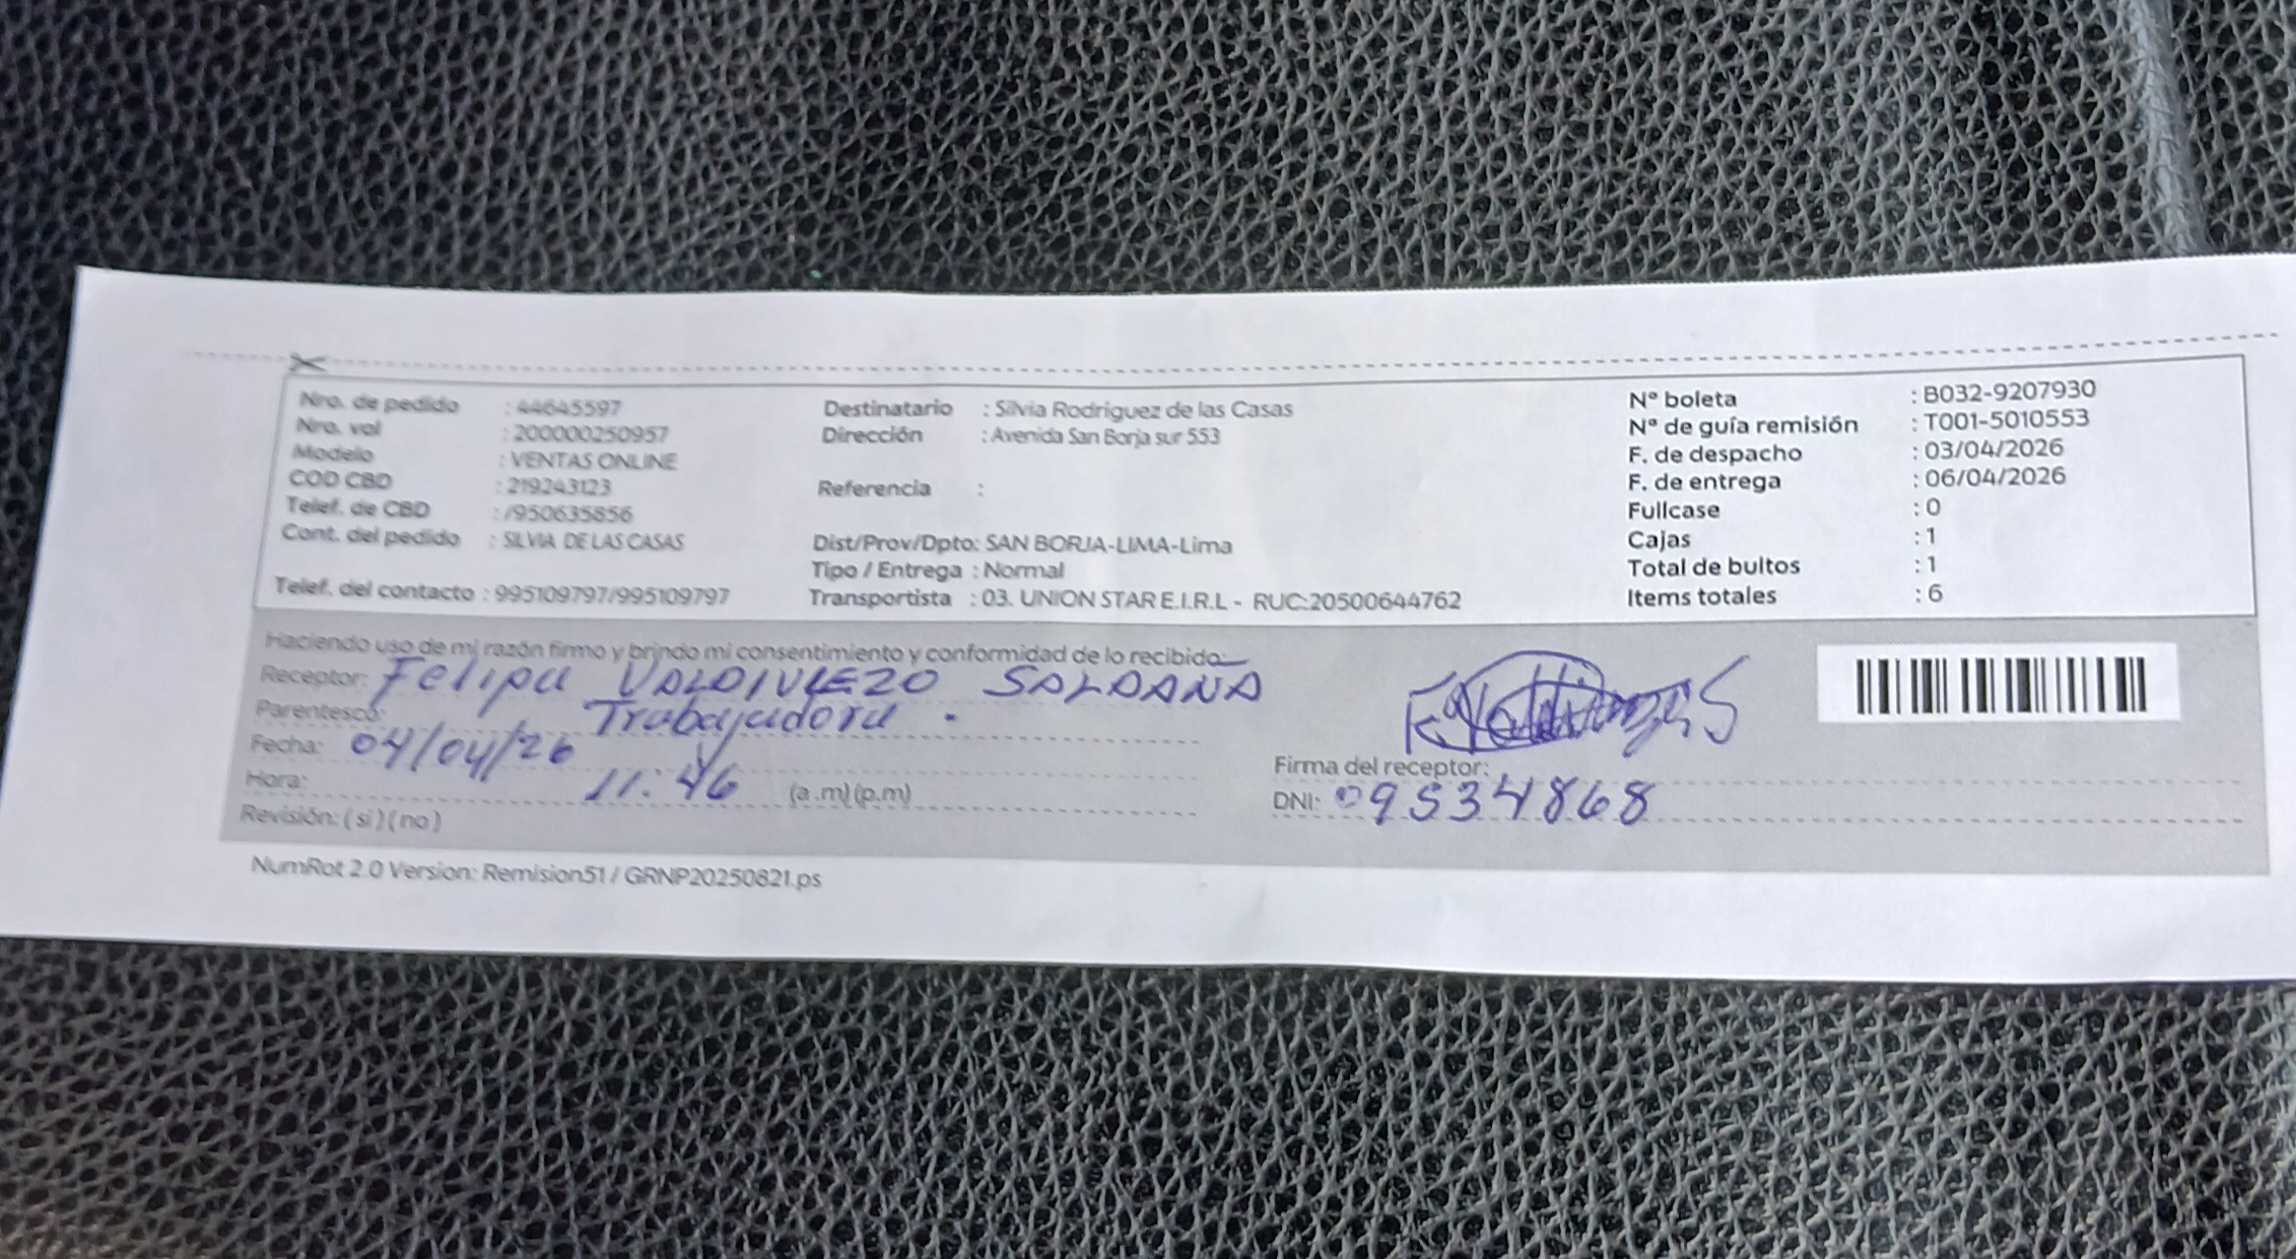 Nro. de pedido : 44645597
Nro. vol : 200000250957
Modelo : VENTAS ONLINE
COD CBD : 219243123
Telef. de CBD : /950635856
Cont. del pedido : SILVIA DE LAS CASAS
Telef. del contacto : 995109797/995109797
Destinatario : Silvia Rodriguez de las Casas
Dirección : Avenida San Borja sur 553
Referencia :
Dist/Prov/Dpto: SAN BORJA-LIMA-Lima
Tipo / Entrega : Normal
Transportista : 03. UNION STAR E.I.R.L - RUC:20500644762
N° boleta : B032-9207930
N° de guía remisión : T001-5010553
F. de despacho : 03/04/2026
F. de entrega : 06/04/2026
Fullcase : 0
Cajas : 1
Total de bultos : 1
Items totales : 6
Haciendo uso de mi razón firmo y brindo mi consentimiento y conformidad de lo recibido:
Receptor: Felipa VALDIVIEZO SALDAÑA
Parentesco: Trabajadora .
Fecha: 04/04/26
Hora: 11:46 (a .m) (p.m)
Revisión: ( si ) ( no )
Firma del receptor:
DNI: 09534868
NumRot 2.0 Version: Remision51 / GRNP20250821.ps